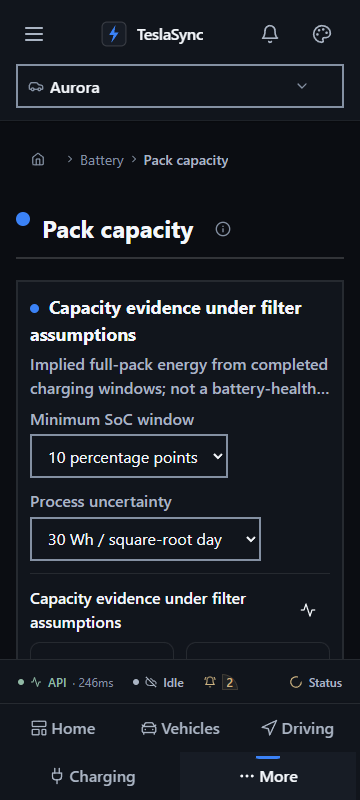 TeslaSync
Aurora
Battery
Pack capacity
Pack capacity
Capacity evidence under filter
assumptions
Implied full-pack energy from completed
charging windows; not a battery-health...
Minimum SoC window
10 percentage points
Process uncertainty
30 Wh / square-root day
Capacity evidence under filter
assumptions
API · 246ms
Idle
2
Status
Home
Vehicles
Driving
Charging
More